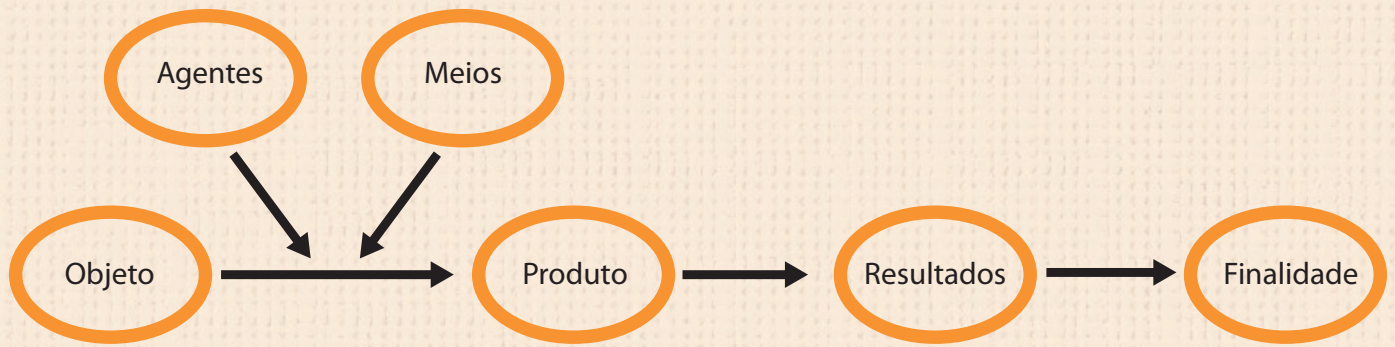 Agentes
Meios
Objeto
Produto
Resultados
Finalidade